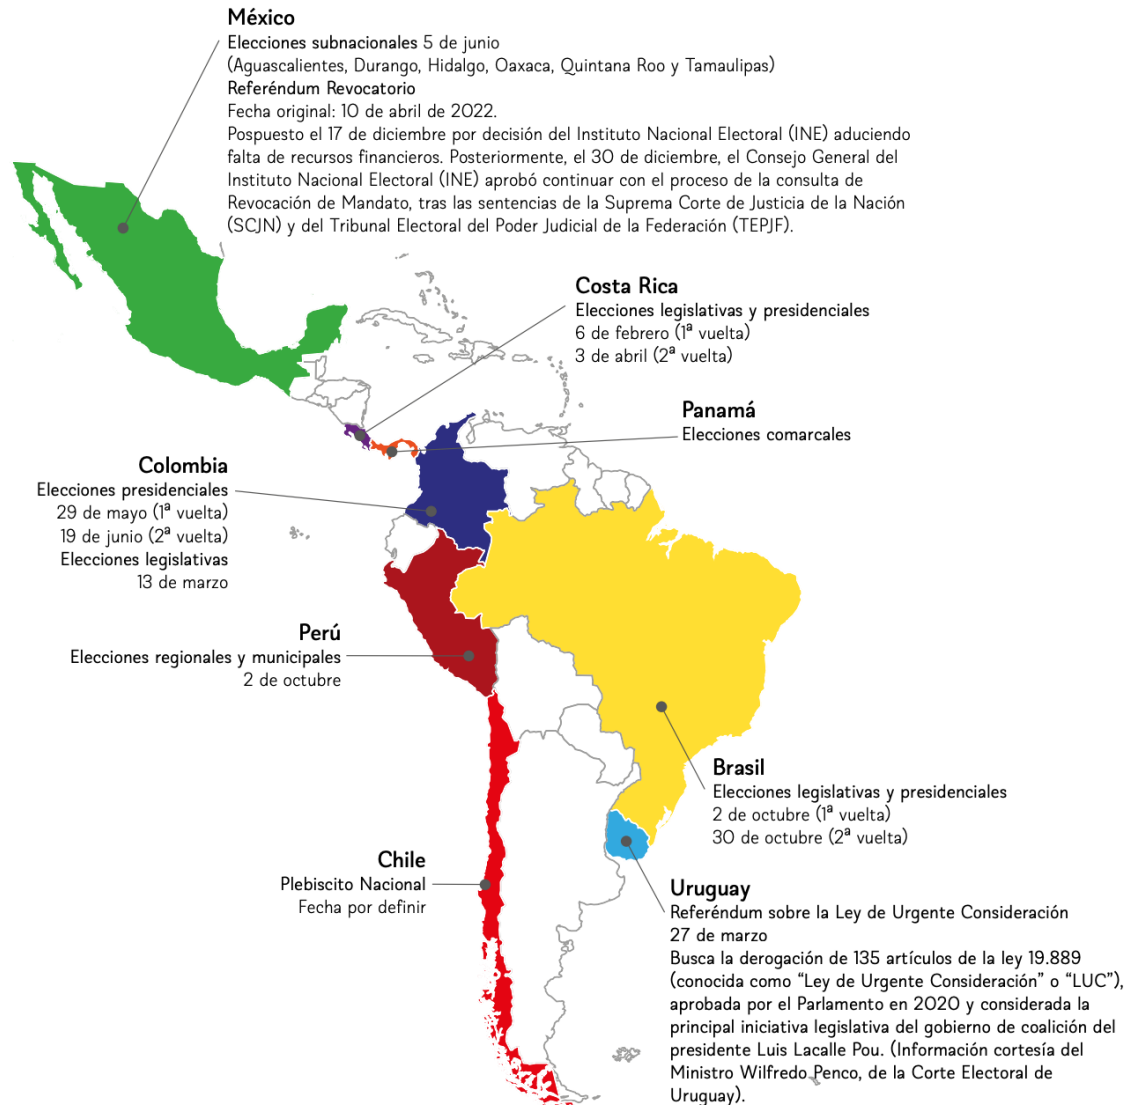 México
Elecciones subnacionales 5 de junio
(Aguascalientes, Durango, Hidalgo, Oaxaca, Quintana Roo y Tamaulipas)
Referéndum Revocatorio
Fecha original: 10 de abril de 2022.
Pospuesto el 17 de diciembre por decisión del Instituto Nacional Electoral (INE) aduciendo
falta de recursos financieros. Posteriormente, el 30 de diciembre, el Consejo General del
Instituto Nacional Electoral (INE) aprobó continuar con el proceso de la consulta de
Revocación de Mandato, tras las sentencias de la Suprema Corte de Justicia de la Nación
(SCJN) y del Tribunal Electoral del Poder Judicial de la Federación (TEPJF).
Costa Rica
Elecciones legislativas y presidenciales
6 de febrero (1ª vuelta)
3 de abril (2ª vuelta)
Panamá
Elecciones comarcales
Colombia
Elecciones presidenciales
29 de mayo (1ª vuelta)
19 de junio (2ª vuelta)
Elecciones legislativas
13 de marzo
Perú
Elecciones regionales y municipales
2 de octubre
Brasil
Elecciones legislativas y presidenciales
2 de octubre (1ª vuelta)
30 de octubre (2ª vuelta)
Chile
Plebiscito Nacional
Fecha por definir
Uruguay
Referéndum sobre la Ley de Urgente Consideración
27 de marzo
Busca la derogación de 135 artículos de la ley 19.889
(conocida como “Ley de Urgente Consideración” o “LUC”),
aprobada por el Parlamento en 2020 y considerada la
principal iniciativa legislativa del gobierno de coalición del
presidente Luis Lacalle Pou. (Información cortesía del
Ministro Wilfredo Penco, de la Corte Electoral de
Uruguay).